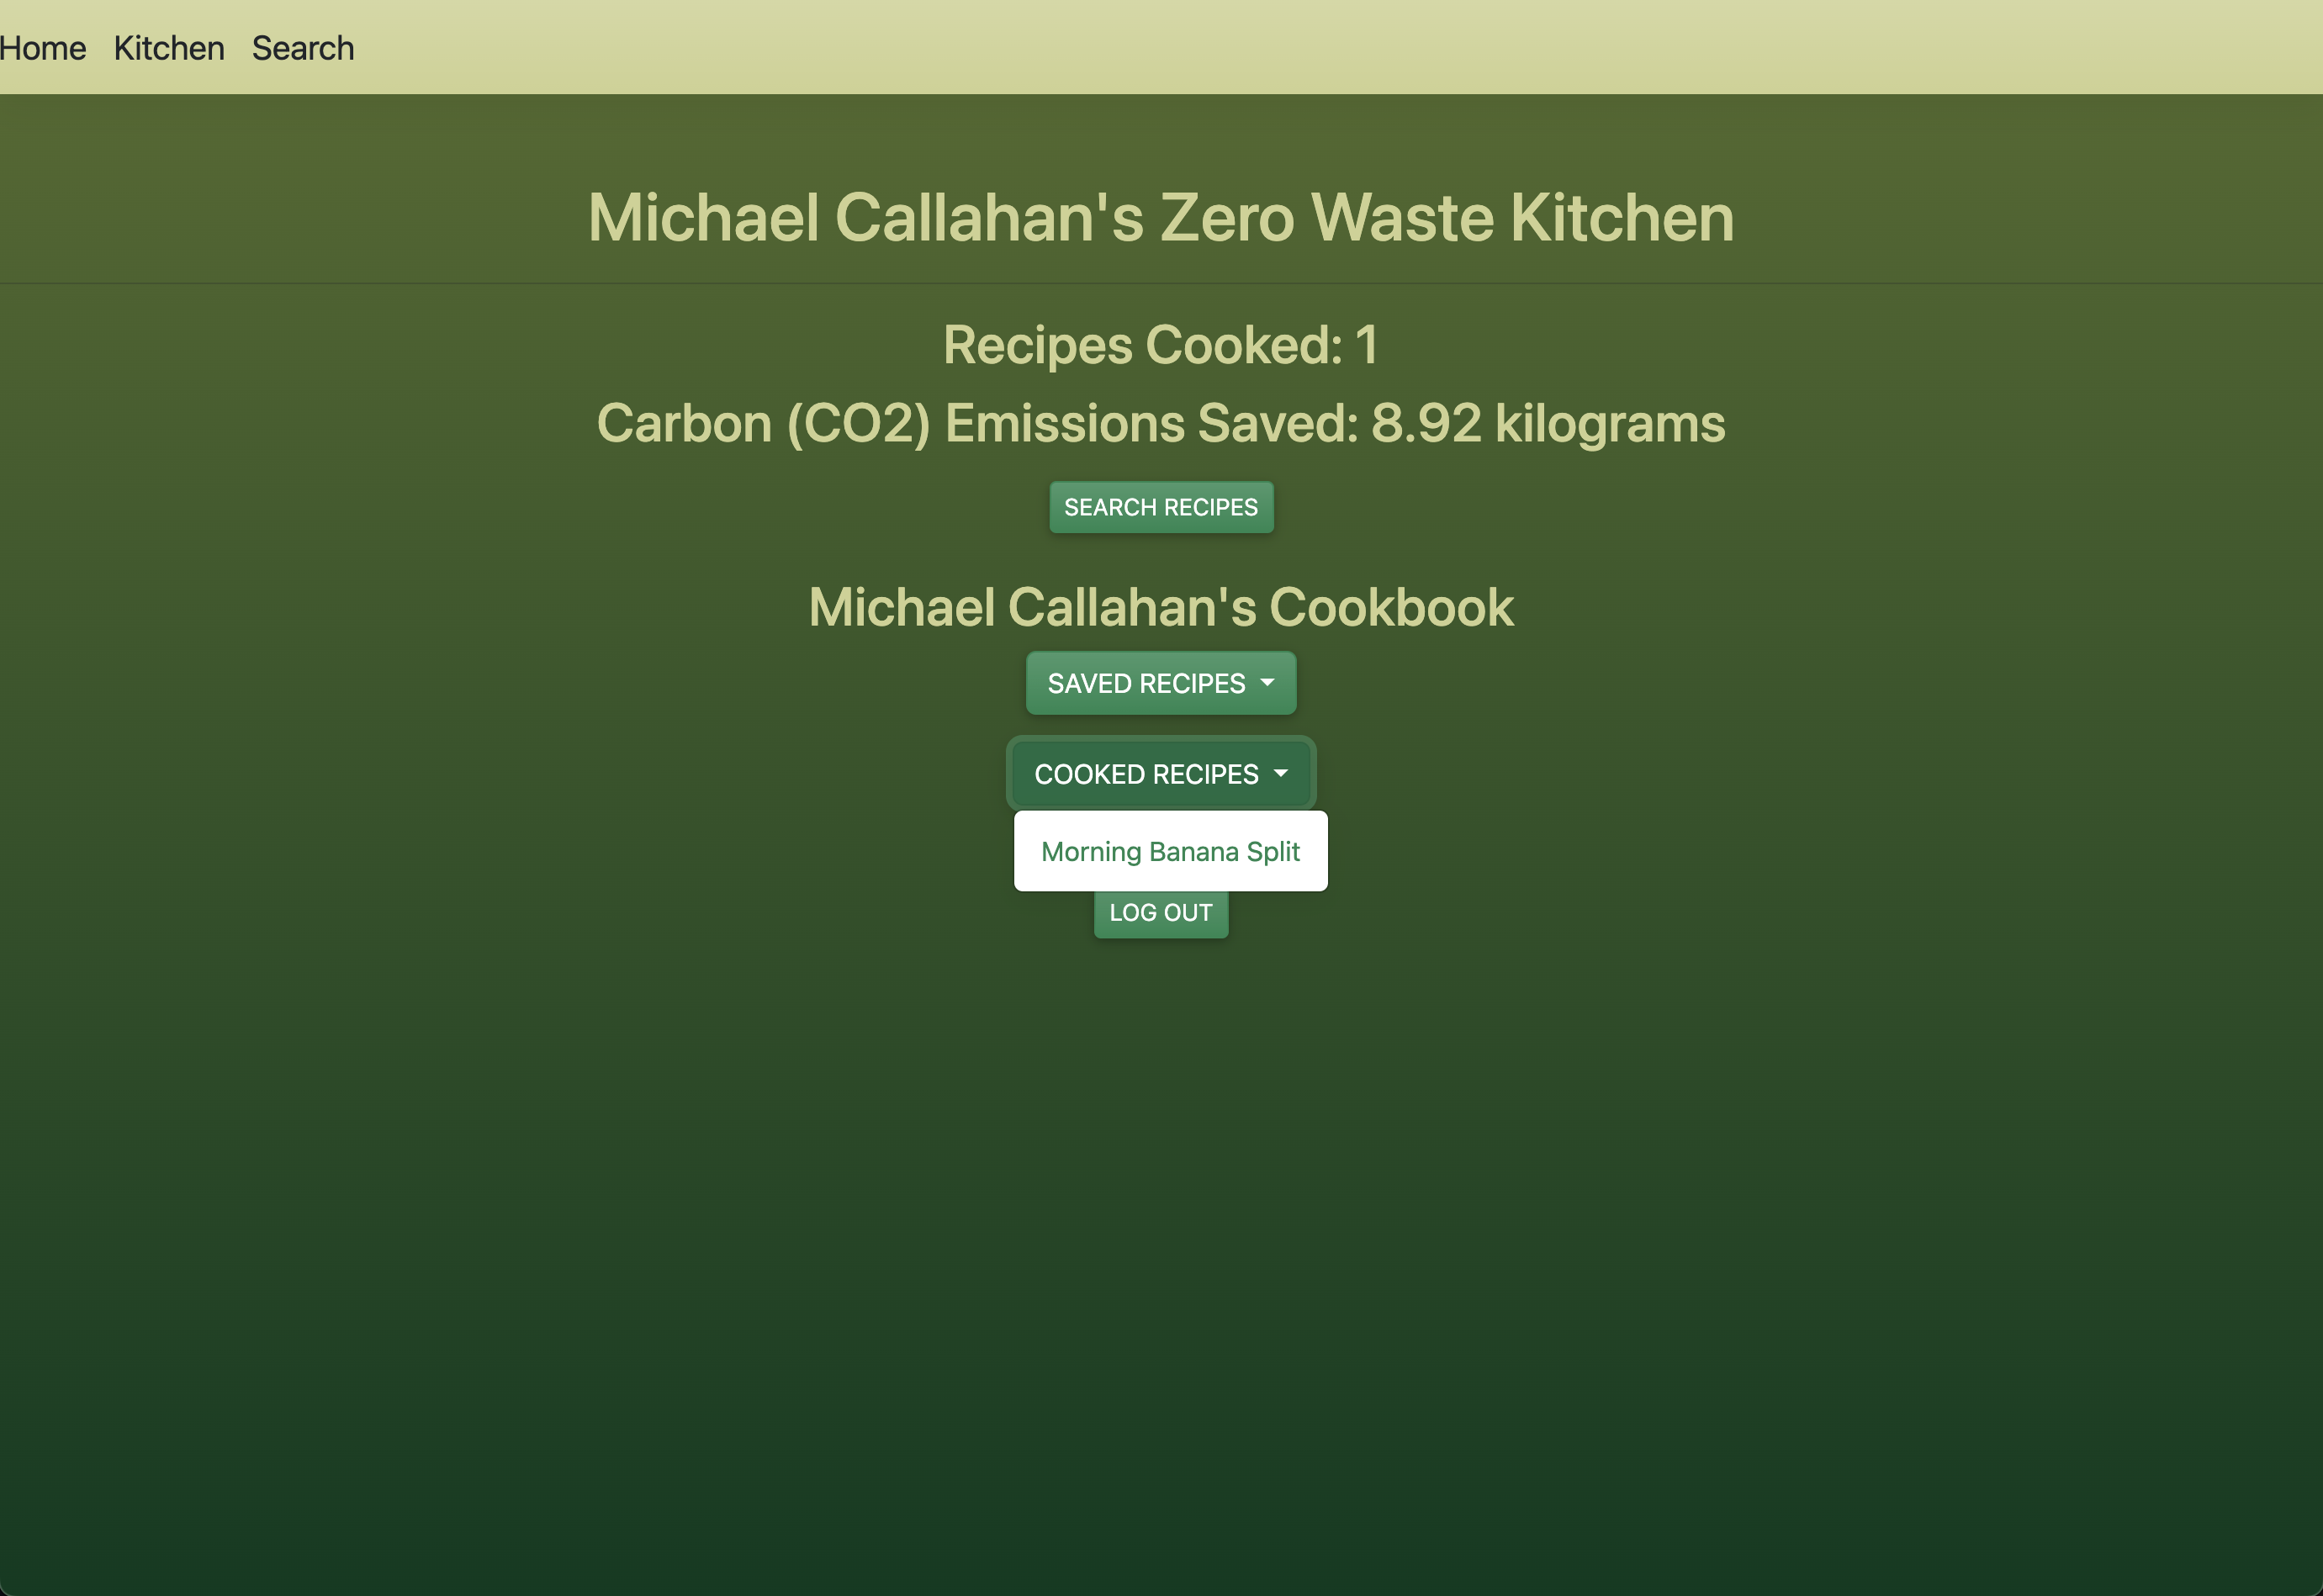 Home Kitchen Search
Michael Callahan's Zero Waste Kitchen
Recipes Cooked: 1
Carbon (CO2) Emissions Saved: 8.92 kilograms
SEARCH RECIPES
Michael Callahan's Cookbook
SAVED RECIPES
COOKED RECIPES
Morning Banana Split
LOG OUT